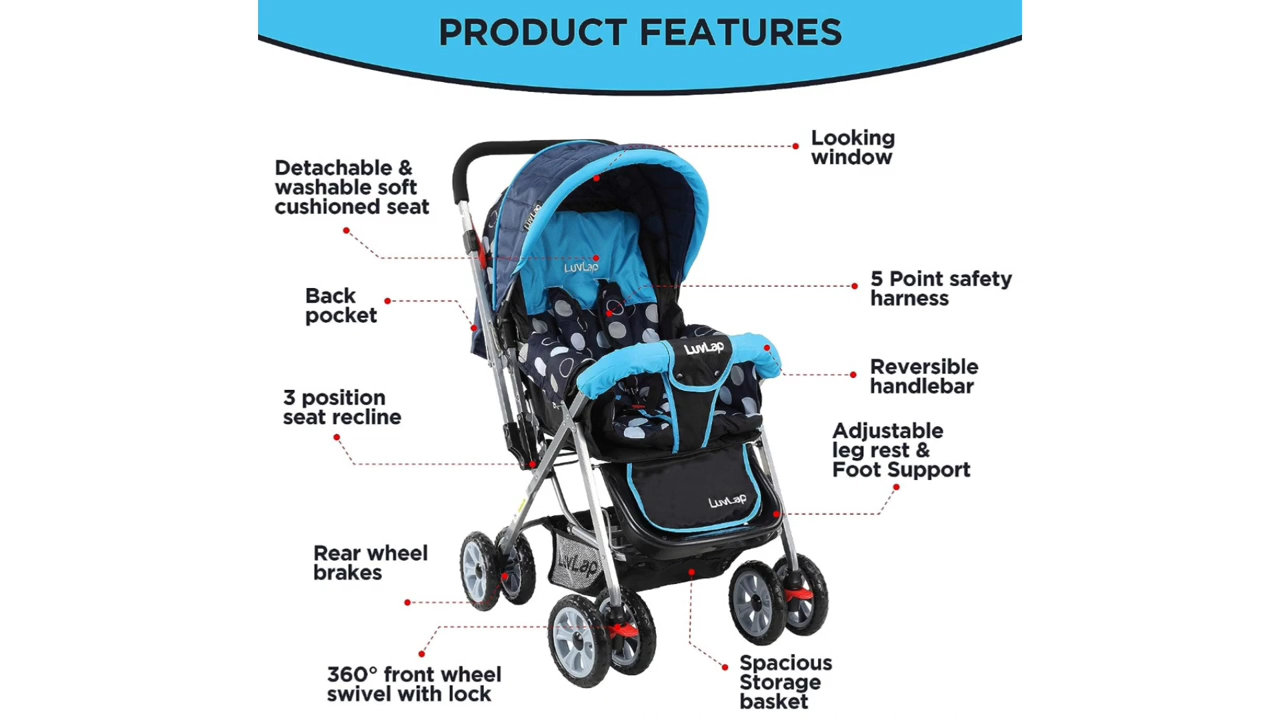 PRODUCT FEATURES
Looking
window
Detachable &
washable soft
cushioned seat
LuvLap
LuvLap
5 Point safety
harness
Back
pocket
LuvLap
Reversible
handlebar
3 position
seat recline
Adjustable
leg rest &
Foot Support
LuvLap
Rear wheel
brakes
LuvLap
360° front wheel
swivel with lock
Spacious
Storage
basket